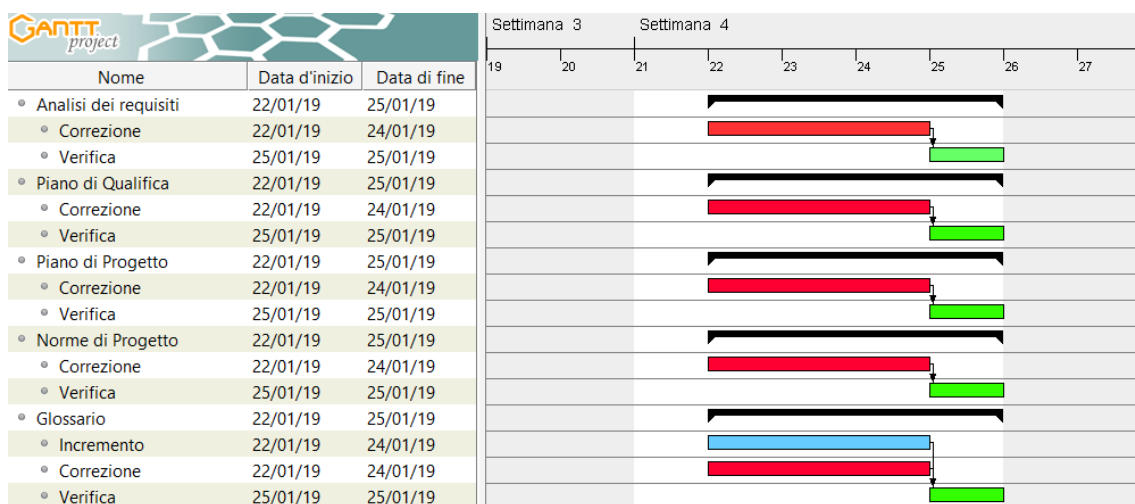 GANTT project
Settimana 3 Settimana 4
Nome Data d'inizio Data di fine 19 20 21 22 23 24 25 26 27
Analisi dei requisiti 22/01/19 25/01/19
Correzione 22/01/19 24/01/19
Verifica 25/01/19 25/01/19
Piano di Qualifica 22/01/19 25/01/19
Correzione 22/01/19 24/01/19
Verifica 25/01/19 25/01/19
Piano di Progetto 22/01/19 25/01/19
Correzione 22/01/19 24/01/19
Verifica 25/01/19 25/01/19
Norme di Progetto 22/01/19 25/01/19
Correzione 22/01/19 24/01/19
Verifica 25/01/19 25/01/19
Glossario 22/01/19 25/01/19
Incremento 22/01/19 24/01/19
Correzione 22/01/19 24/01/19
Verifica 25/01/19 25/01/19